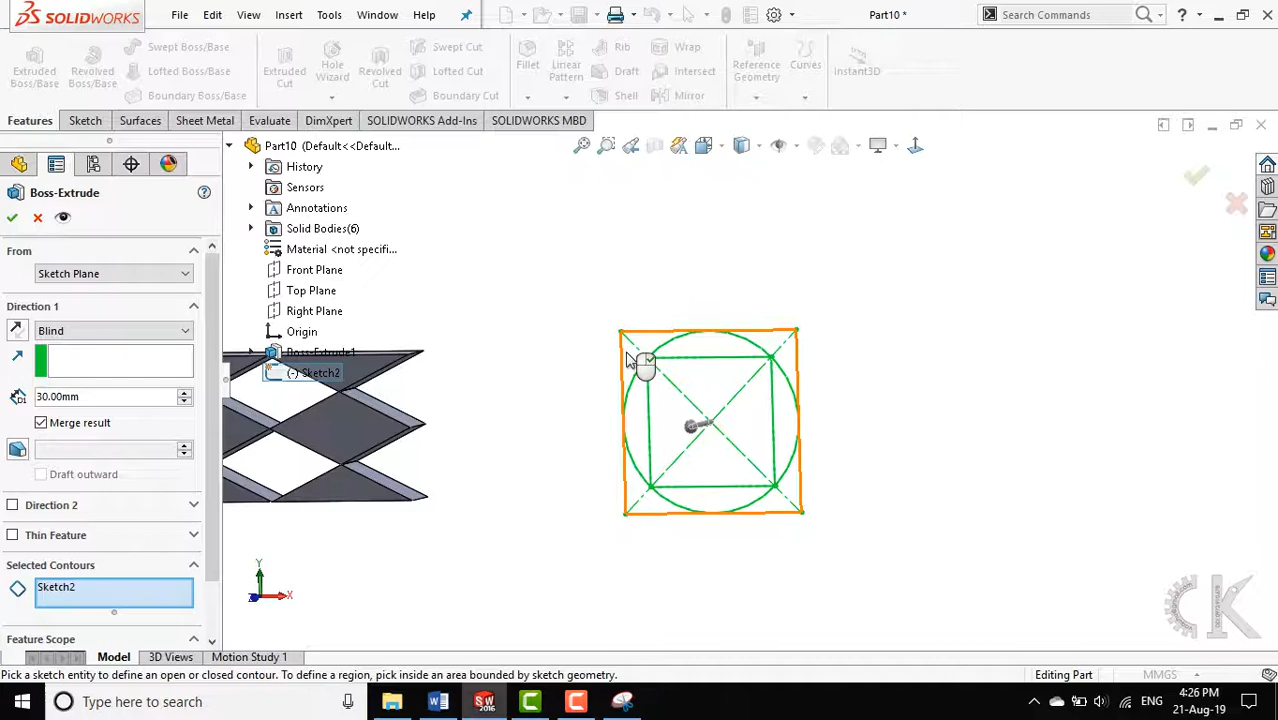 SOLIDWORKS
File Edit View Insert Tools Window Help
Part10 *
Search Commands
Extruded Boss/Base
Revolved Boss/Base
Swept Boss/Base
Lofted Boss/Base
Boundary Boss/Base
Extruded Cut
Hole Wizard
Revolved Cut
Swept Cut
Lofted Cut
Boundary Cut
Fillet
Linear Pattern
Rib
Draft
Shell
Wrap
Intersect
Mirror
Reference Geometry
Curves
Instant3D
Features Sketch Surfaces Sheet Metal Evaluate DimXpert SOLIDWORKS Add-Ins SOLIDWORKS MBD
Boss-Extrude
From
Sketch Plane
Direction 1
Blind
30.00mm
Merge result
Draft outward
Direction 2
Thin Feature
Selected Contours
Sketch2
Feature Scope
Part10 (Default<<Default...
History
Sensors
Annotations
Solid Bodies(6)
Material <not specifi...
Front Plane
Top Plane
Right Plane
Origin
Boss-Extrude1
(-) Sketch2
Y
X
Z
Model 3D Views Motion Study 1
Pick a sketch entity to define an open or closed contour. To define a region, pick inside an area bounded by sketch geometry.
Editing Part
MMGS
Type here to search
SW
2016
ENG
4:26 PM
21-Aug-19